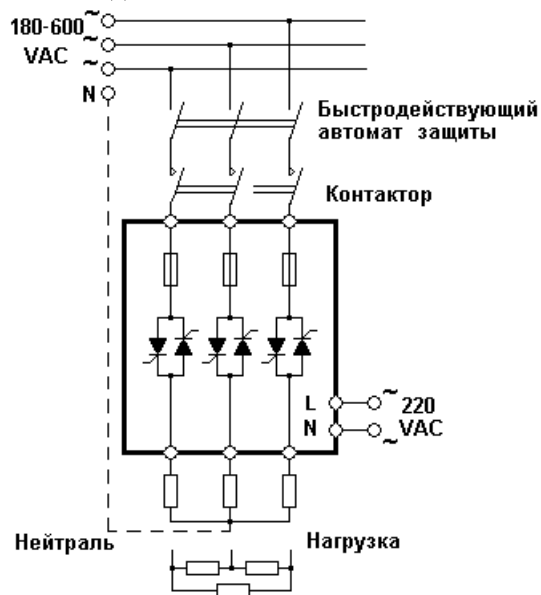 180-600
VAC
N
Быстродействующий
автомат защиты
Контактор
L
220
N
VAC
Нейтраль
Нагрузка